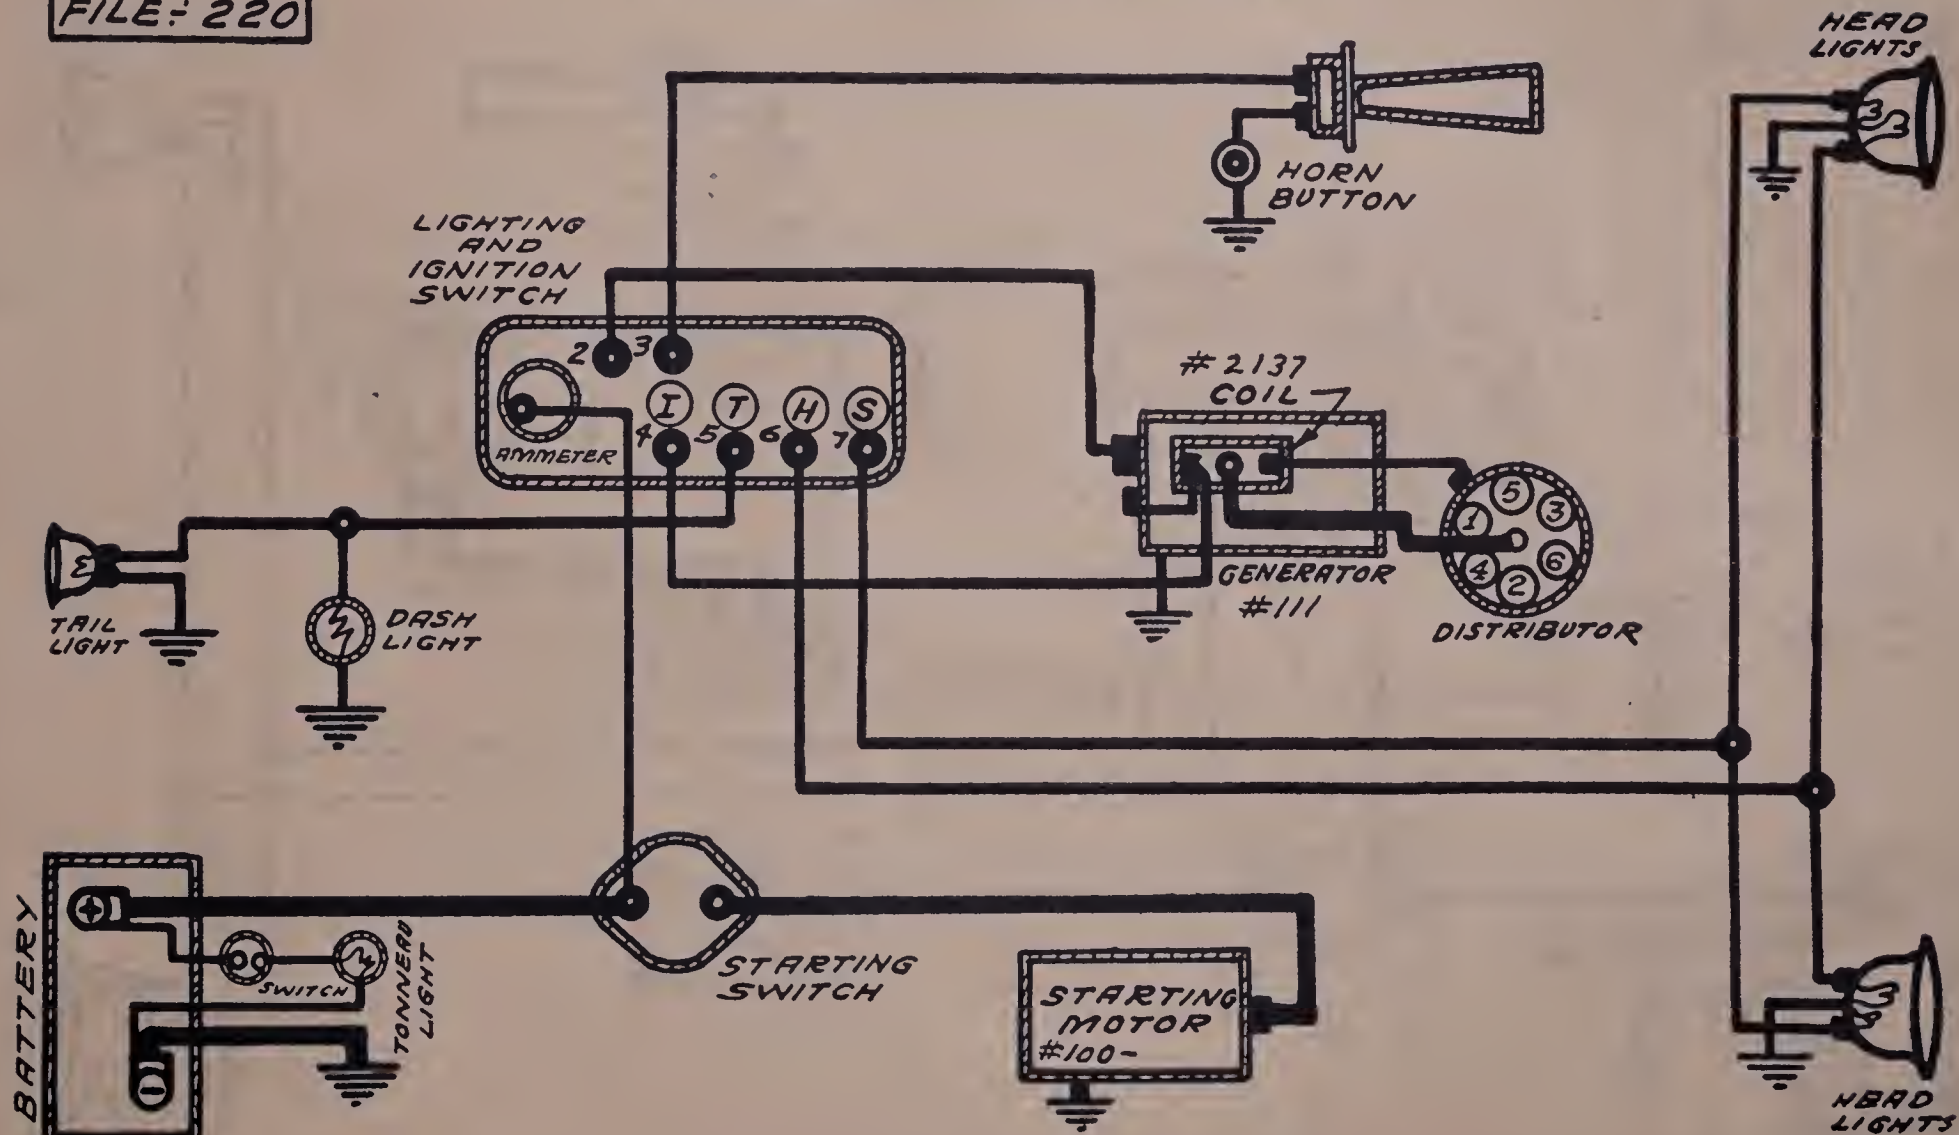 FILE:- 220
HEAD
LIGHTS
HORN
BUTTON
LIGHTING
AND
IGNITION
SWITCH
2
3
# 2137
COIL
I
T
H
S
4
5
6
7
AMMETER
5
3
1
6
4
2
GENERATOR
#111
DISTRIBUTOR
TAIL
LIGHT
DASH
LIGHT
BATTERY
+
SWITCH
TONNEAU
LIGHT
-
STARTING
SWITCH
STARTING
MOTOR
#100-
HEAD
LIGHTS